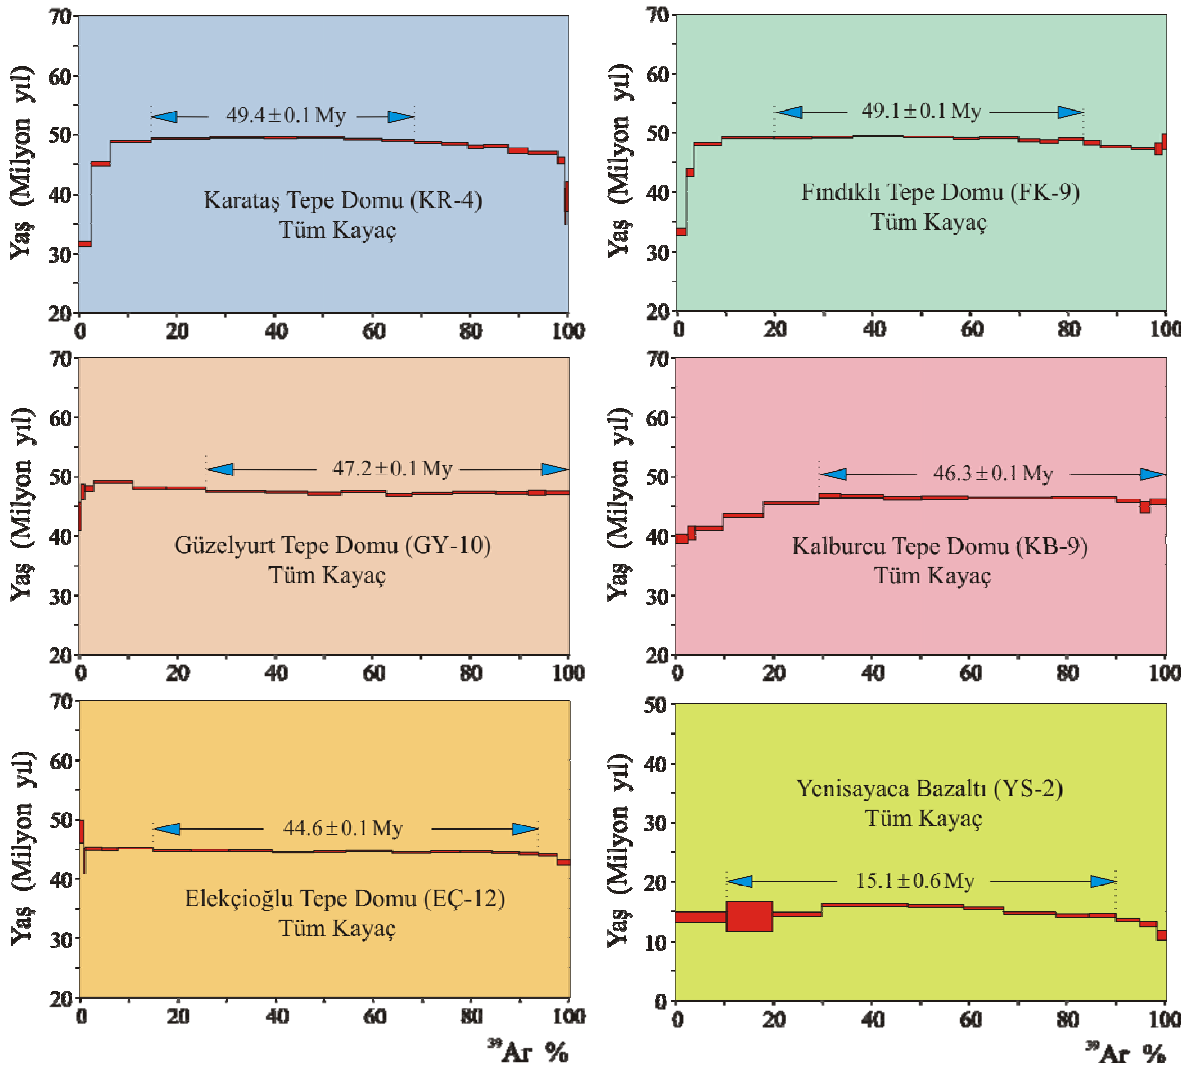 70
60
50
40
30
20
Yaş (Milyon yıl)
49.4±0.1 My
Karataş Tepe Domu (KR-4)
Tüm Kayaç
0 20 40 60 80 100
70
60
50
40
30
20
Yaş (Milyon yıl)
49.1±0.1 My
Fındıklı Tepe Domu (FK-9)
Tüm Kayaç
0 20 40 60 80 100
70
60
50
40
30
20
Yaş (Milyon yıl)
47.2±0.1 My
Güzelyurt Tepe Domu (GY-10)
Tüm Kayaç
0 20 40 60 80 100
70
60
50
40
30
20
Yaş (Milyon yıl)
46.3±0.1 My
Kalburcu Tepe Domu (KB-9)
Tüm Kayaç
0 20 40 60 80 100
70
60
50
40
30
20
Yaş (Milyon yıl)
44.6±0.1 My
Elekçioğlu Tepe Domu (EÇ-12)
Tüm Kayaç
0 20 40 60 80 100
³⁹Ar %
50
40
30
20
10
0
Yaş (Milyon yıl)
Yenisayaca Bazaltı (YS-2)
Tüm Kayaç
15.1±0.6 My
0 20 40 60 80 100
³⁹Ar %